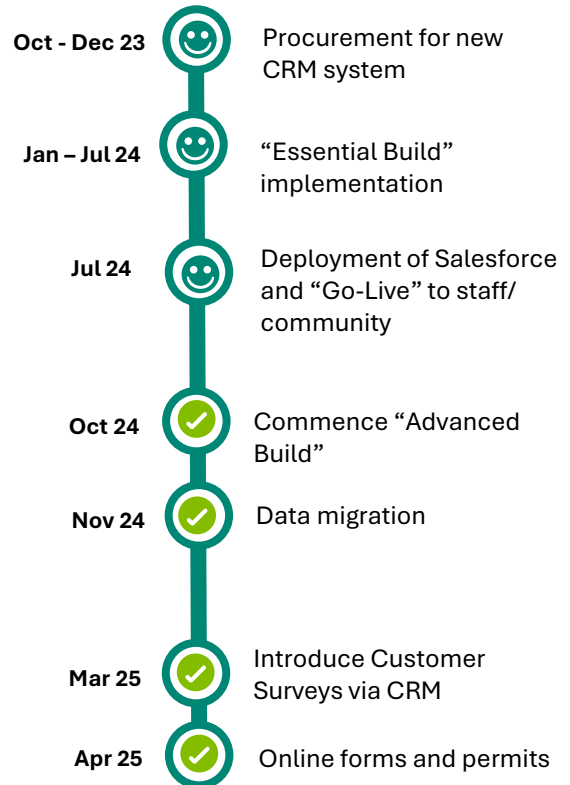 Oct - Dec 23
Procurement for new
CRM system
Jan – Jul 24
“Essential Build”
implementation
Jul 24
Deployment of Salesforce
and “Go-Live” to staff/
community
Oct 24
Commence “Advanced
Build”
Nov 24
Data migration
Mar 25
Introduce Customer
Surveys via CRM
Apr 25
Online forms and permits